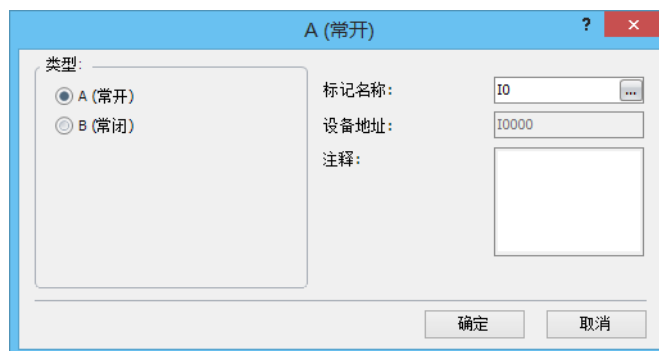 A (常开)
?
类型:
A (常开)
B (常闭)
标记名称: I0 ...
设备地址: I0000
注释:
确定 取消